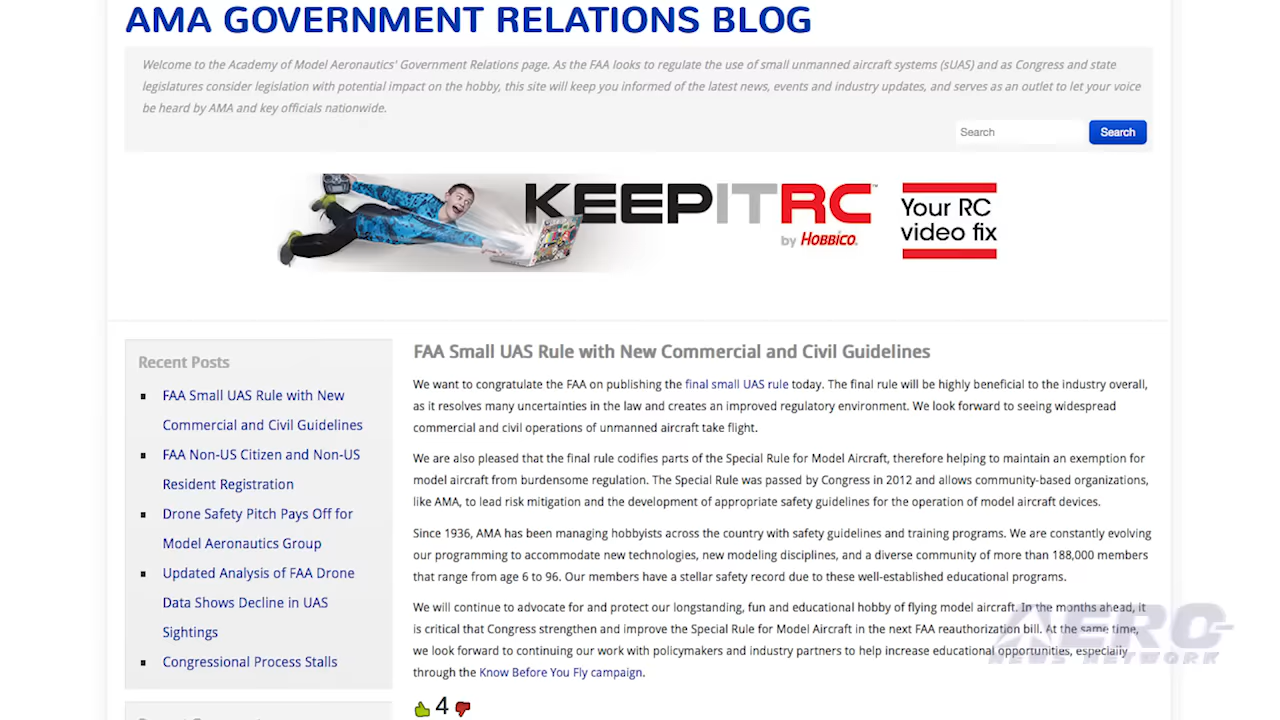 AMA GOVERNMENT RELATIONS BLOG
Welcome to the Academy of Model Aeronautics' Government Relations page. As the FAA looks to regulate the use of small unmanned aircraft systems (sUAS) and as Congress and state
legislatures consider legislation with potential impact on the hobby, this site will keep you informed of the latest news, events and industry updates, and serves as an outlet to let your voice
be heard by AMA and key officials nationwide.
Search Search
KEEPITRC™
by HOBBICO.
Your RC
video fix
Recent Posts
FAA Small UAS Rule with New
Commercial and Civil Guidelines
FAA Non-US Citizen and Non-US
Resident Registration
Drone Safety Pitch Pays Off for
Model Aeronautics Group
Updated Analysis of FAA Drone
Data Shows Decline in UAS
Sightings
Congressional Process Stalls
FAA Small UAS Rule with New Commercial and Civil Guidelines
We want to congratulate the FAA on publishing the final small UAS rule today. The final rule will be highly beneficial to the industry overall,
as it resolves many uncertainties in the law and creates an improved regulatory environment. We look forward to seeing widespread
commercial and civil operations of unmanned aircraft take flight.
We are also pleased that the final rule codifies parts of the Special Rule for Model Aircraft, therefore helping to maintain an exemption for
model aircraft from burdensome regulation. The Special Rule was passed by Congress in 2012 and allows community-based organizations,
like AMA, to lead risk mitigation and the development of appropriate safety guidelines for the operation of model aircraft devices.
Since 1936, AMA has been managing hobbyists across the country with safety guidelines and training programs. We are constantly evolving
our programming to accommodate new technologies, new modeling disciplines, and a diverse community of more than 188,000 members
that range from age 6 to 96. Our members have a stellar safety record due to these well-established educational programs.
We will continue to advocate for and protect our longstanding, fun and educational hobby of flying model aircraft. In the months ahead, it
is critical that Congress strengthen and improve the Special Rule for Model Aircraft in the next FAA reauthorization bill. At the same time,
we look forward to continuing our work with policymakers and industry partners to help increase educational opportunities, especially
through the Know Before You Fly campaign.
4
AERO
NEWS NETWORK